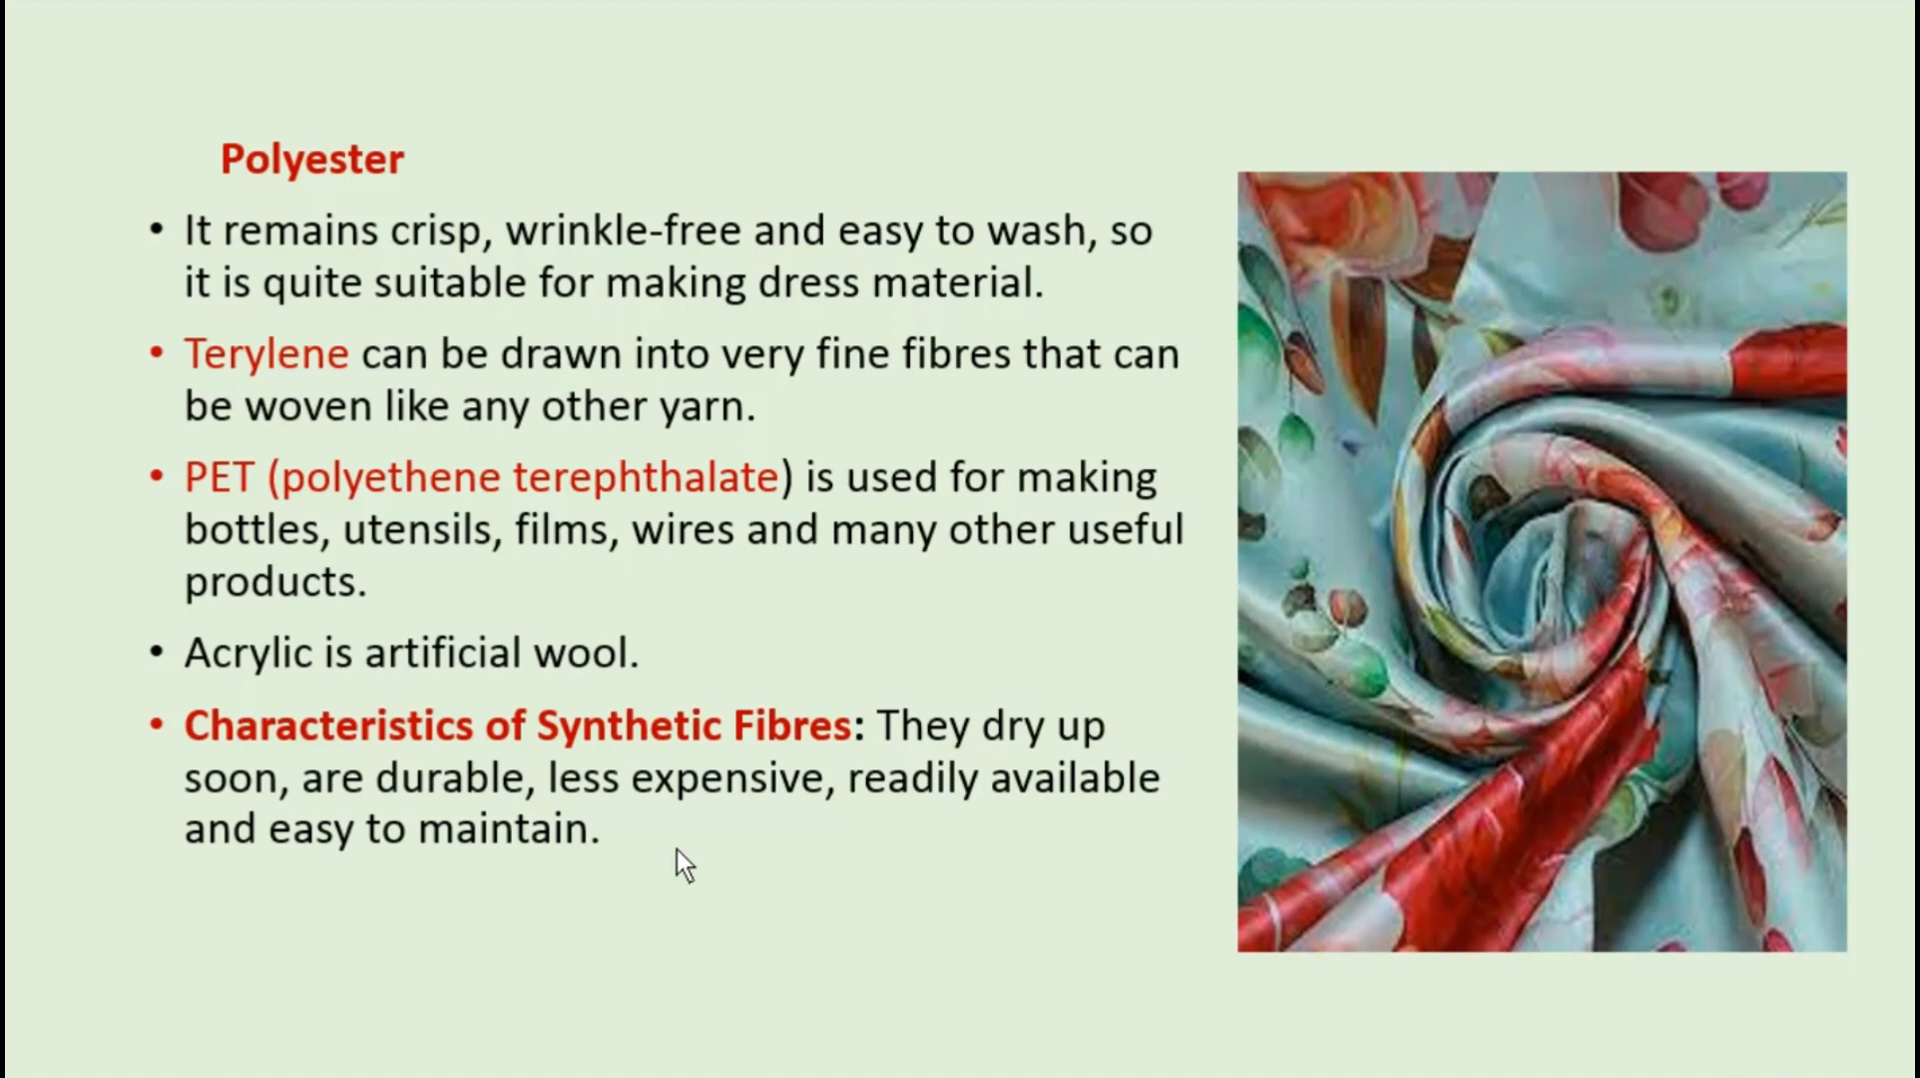 Polyester
• It remains crisp, wrinkle-free and easy to wash, so
it is quite suitable for making dress material.
• Terylene can be drawn into very fine fibres that can
be woven like any other yarn.
• PET (polyethene terephthalate) is used for making
bottles, utensils, films, wires and many other useful
products.
• Acrylic is artificial wool.
• Characteristics of Synthetic Fibres: They dry up
soon, are durable, less expensive, readily available
and easy to maintain.